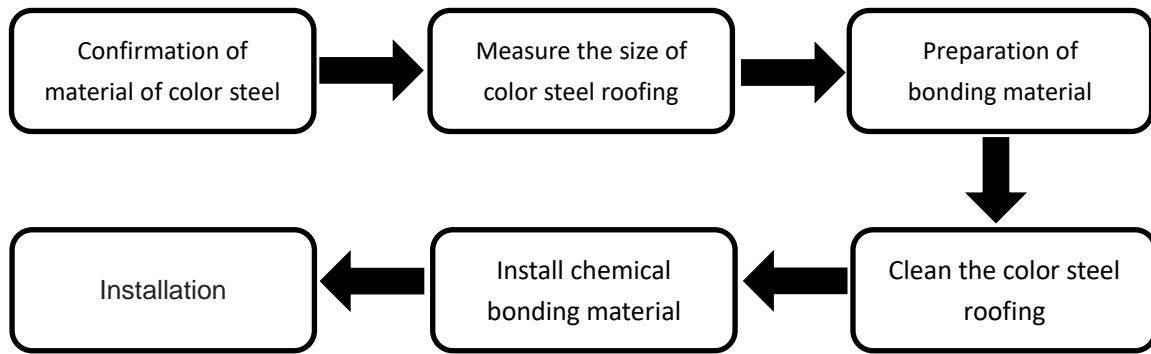 Confirmation of
material of color steel
Measure the size of
color steel roofing
Preparation of
bonding material
Clean the color steel
roofing
Install chemical
bonding material
Installation